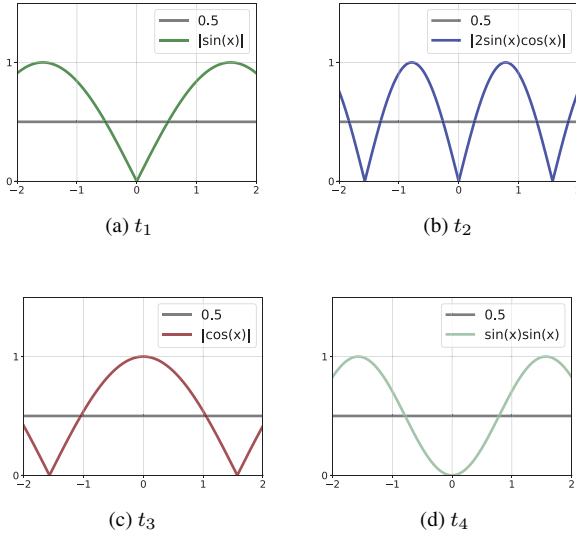 0.5
|sin(x)|
1
0
−2 −1 0 1 2
(a) t1
0.5
|2sin(x)cos(x)|
1
0
−2 −1 0 1 2
(b) t2
0.5
|cos(x)|
1
0
−2 −1 0 1 2
(c) t3
0.5
sin(x)sin(x)
1
0
−2 −1 0 1 2
(d) t4